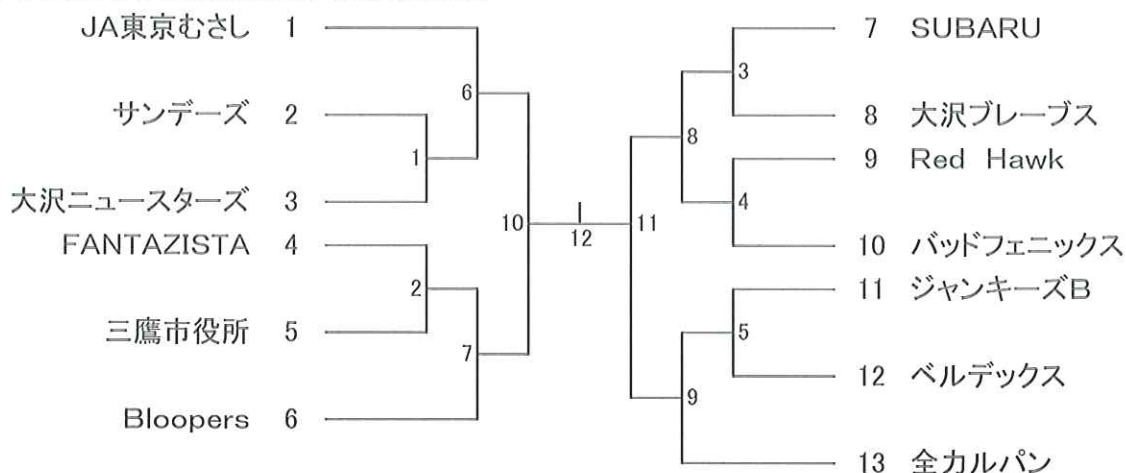 JA東京むさし 1
サンデーズ 2
大沢ニュースターズ 3
FANTAZISTA 4
三鷹市役所 5
Bloopers 6
1
2
6
7
10
12
11
8
9
3
4
5
7 SUBARU
8 大沢ブレーブス
9 Red Hawk
10 バッドフェニックス
11 ジャンキーズB
12 ベルデックス
13 全力ルパン